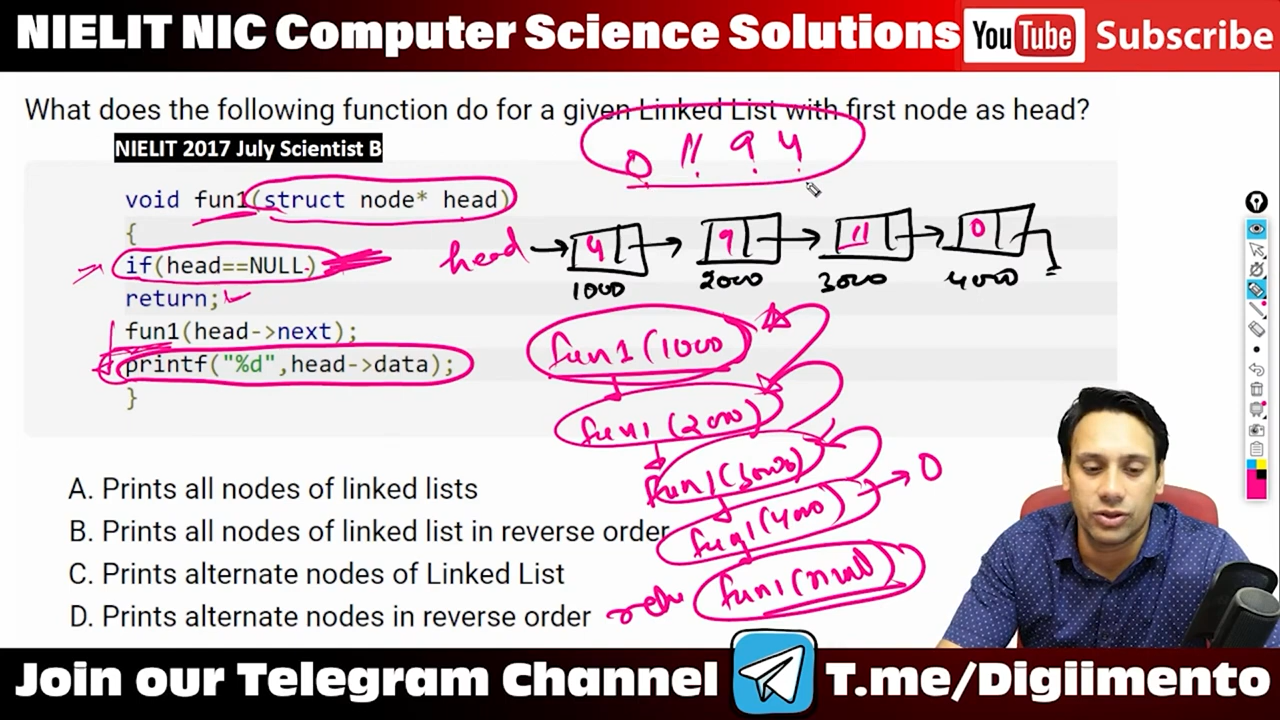 NIELIT NIC Computer Science Solutions YouTube Subscribe
What does the following function do for a given Linked List with first node as head?
NIELIT 2017 July Scientist B
0 11 9 4
void fun1(struct node* head)
{
head 4 9 11 0
if(head==NULL)
1000 2000 3000 4000
return;
fun1(head->next);
fun1(1000
printf("%d",head->data);
}
fun1(2000)
fun1(3000)
0
fun1(4000)
fun1(null)
A. Prints all nodes of linked lists
B. Prints all nodes of linked list in reverse order
C. Prints alternate nodes of Linked List
D. Prints alternate nodes in reverse order
Join our Telegram Channel T.me/Digiimento